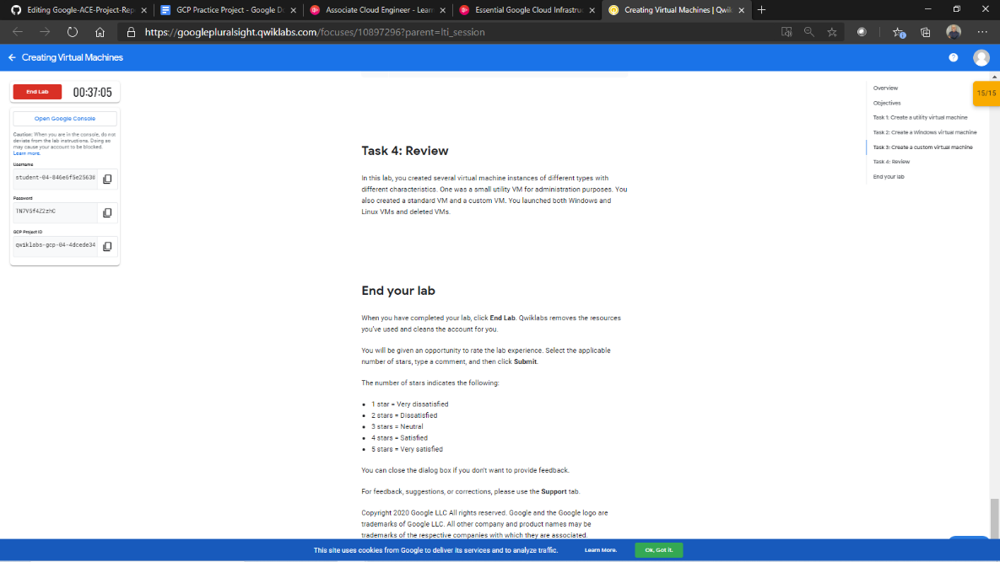 Editing Google-ACE-Project-Rep
GCP Practice Project - Google D
Associate Cloud Engineer - Lear
Essential Google Cloud Infrastruc
Creating Virtual Machines | Qwik
https://googlepluralsight.qwiklabs.com/focuses/10897296?parent=lti_session
Creating Virtual Machines
End Lab
00:37:05
Open Google Console
Caution: When you are in the console, do not
deviate from the lab instructions. Doing so
may cause your account to be blocked.
Learn more.
Username
student-04-846e6f5e25638
Password
TN7V5f4Z2zhC
GCP Project ID
qwiklabs-gcp-04-4dcede34
Task 4: Review
In this lab, you created several virtual machine instances of different types with
different characteristics. One was a small utility VM for administration purposes. You
also created a standard VM and a custom VM. You launched both Windows and
Linux VMs and deleted VMs.
End your lab
When you have completed your lab, click End Lab. Qwiklabs removes the resources
you've used and cleans the account for you.
You will be given an opportunity to rate the lab experience. Select the applicable
number of stars, type a comment, and then click Submit.
The number of stars indicates the following:
1 star = Very dissatisfied
2 stars = Dissatisfied
3 stars = Neutral
4 stars = Satisfied
5 stars = Very satisfied
You can close the dialog box if you don't want to provide feedback.
For feedback, suggestions, or corrections, please use the Support tab.
Copyright 2020 Google LLC All rights reserved. Google and the Google logo are
trademarks of Google LLC. All other company and product names may be
trademarks of the respective companies with which they are associated.
Overview
Objectives
Task 1: Create a utility virtual machine
Task 2: Create a Windows virtual machine
Task 3: Create a custom virtual machine
Task 4: Review
End your lab
15/15
This site uses cookies from Google to deliver its services and to analyze traffic.
Learn More.
Ok, Got it.